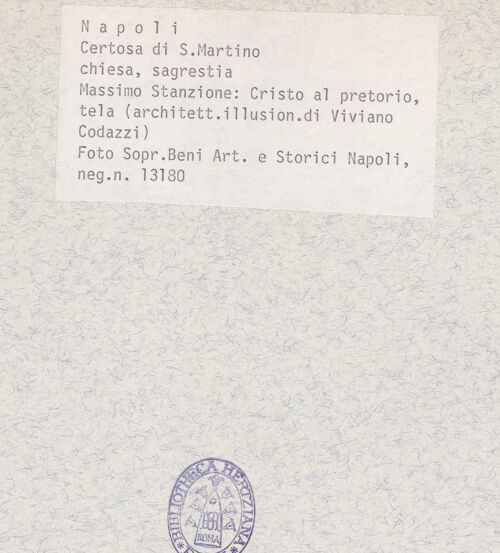 N a p o l i
Certosa di S.Martino
chiesa, sagrestia
Massimo Stanzione: Cristo al pretorio,
tela (architett.illusion.di Viviano
Codazzi)
Foto Sopr.Beni Art. e Storici Napoli,
neg.n. 13180
BIBLIOTHECA HERTZIANA
ROMA